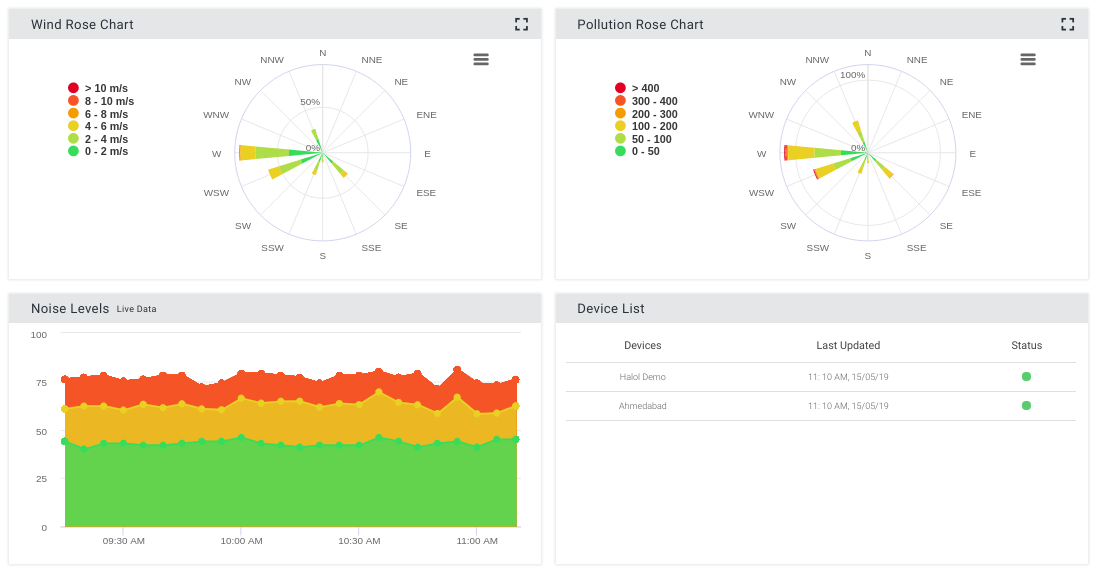 Wind Rose Chart
> 10 m/s
8 - 10 m/s
6 - 8 m/s
4 - 6 m/s
2 - 4 m/s
0 - 2 m/s
N
NNW NNE
NW NE
50%
WNW ENE
0%
W E
WSW ESE
SW SE
SSW SSE
S
Pollution Rose Chart
> 400
300 - 400
200 - 300
100 - 200
50 - 100
0 - 50
N
NNW NNE
100%
NW NE
WNW ENE
0%
W E
WSW ESE
SW SE
SSW SSE
S
Noise Levels Live Data
100
75
50
25
0
09:30 AM 10:00 AM 10:30 AM 11:00 AM
Device List
Devices Last Updated Status
Halol Demo 11: 10 AM, 15/05/19
Ahmedabad 11: 10 AM, 15/05/19